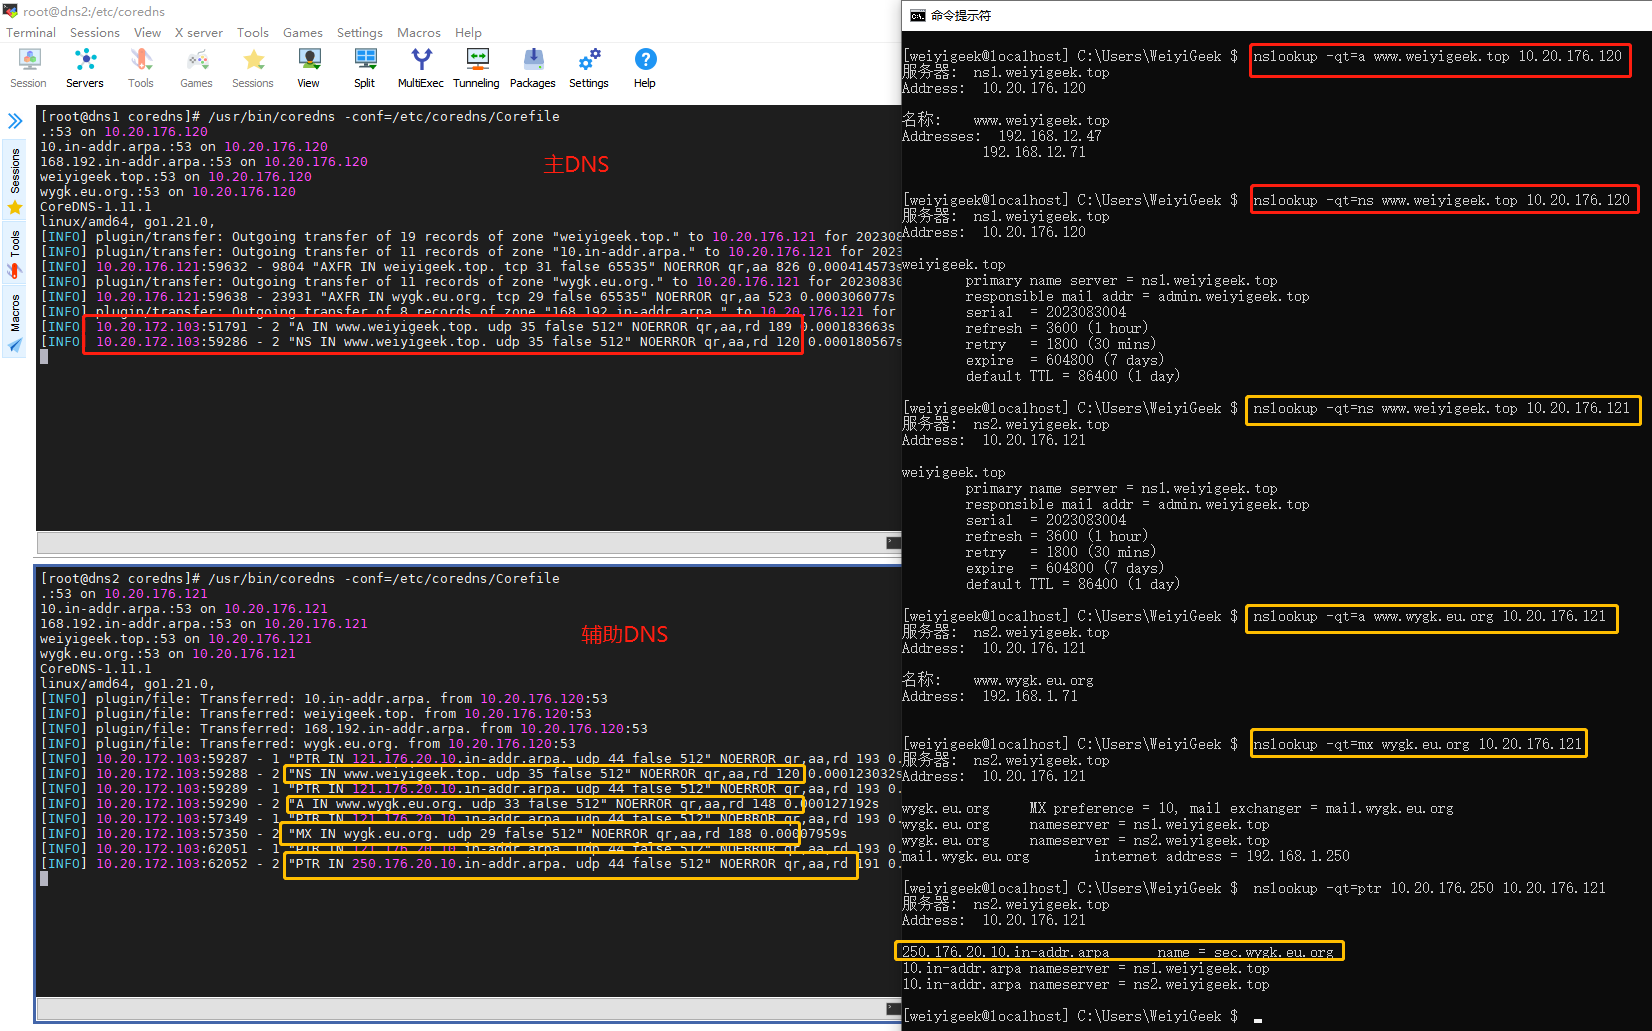 root@dns2:/etc/coredns
Terminal Sessions View X server Tools Games Settings Macros Help
Session Servers Tools Games Sessions View Split MultiExec Tunneling Packages Settings Help
Sessions
Tools
Macros
[root@dns1 coredns]# /usr/bin/coredns -conf=/etc/coredns/Corefile
.:53 on 10.20.176.120
10.in-addr.arpa.:53 on 10.20.176.120
168.192.in-addr.arpa.:53 on 10.20.176.120
weiyigeek.top.:53 on 10.20.176.120
wygk.eu.org.:53 on 10.20.176.120
CoreDNS-1.11.1
linux/amd64, go1.21.0,
主DNS
[INFO] plugin/transfer: Outgoing transfer of 19 records of zone "weiyigeek.top." to 10.20.176.121 for 202308
[INFO] plugin/transfer: Outgoing transfer of 11 records of zone "10.in-addr.arpa." to 10.20.176.121 for 2023
[INFO] 10.20.176.121:59632 - 9804 "AXFR IN weiyigeek.top. tcp 31 false 65535" NOERROR qr,aa 826 0.000414573s
[INFO] plugin/transfer: Outgoing transfer of 11 records of zone "wygk.eu.org." to 10.20.176.121 for 20230830
[INFO] 10.20.176.121:59638 - 23931 "AXFR IN wygk.eu.org. tcp 29 false 65535" NOERROR qr,aa 523 0.000306077s
[INFO] plugin/transfer: Outgoing transfer of 8 records of zone "168.192.in-addr.arpa." to 10.20.176.121 for
[INFO] 10.20.172.103:51791 - 2 "A IN www.weiyigeek.top. udp 35 false 512" NOERROR qr,aa,rd 189 0.000183663s
[INFO] 10.20.172.103:59286 - 2 "NS IN www.weiyigeek.top. udp 35 false 512" NOERROR qr,aa,rd 120 0.000180567s
[root@dns2 coredns]# /usr/bin/coredns -conf=/etc/coredns/Corefile
.:53 on 10.20.176.121
10.in-addr.arpa.:53 on 10.20.176.121
168.192.in-addr.arpa.:53 on 10.20.176.121
weiyigeek.top.:53 on 10.20.176.121
wygk.eu.org.:53 on 10.20.176.121
CoreDNS-1.11.1
linux/amd64, go1.21.0,
辅助DNS
[INFO] plugin/file: Transferred: 10.in-addr.arpa. from 10.20.176.120:53
[INFO] plugin/file: Transferred: weiyigeek.top. from 10.20.176.120:53
[INFO] plugin/file: Transferred: 168.192.in-addr.arpa. from 10.20.176.120:53
[INFO] plugin/file: Transferred: wygk.eu.org. from 10.20.176.120:53
[INFO] 10.20.172.103:59287 - 1 "PTR IN 121.176.20.10.in-addr.arpa. udp 44 false 512" NOERROR qr,aa,rd 193 0.
[INFO] 10.20.172.103:59288 - 2 "NS IN www.weiyigeek.top. udp 35 false 512" NOERROR qr,aa,rd 120 0.000123032s
[INFO] 10.20.172.103:59289 - 1 "PTR IN 121.176.20.10.in-addr.arpa. udp 44 false 512" NOERROR qr,aa,rd 193 0.
[INFO] 10.20.172.103:59290 - 2 "A IN www.wygk.eu.org. udp 33 false 512" NOERROR qr,aa,rd 148 0.000127192s
[INFO] 10.20.172.103:57349 - 1 "PTR IN 121.176.20.10.in-addr.arpa. udp 44 false 512" NOERROR qr,aa,rd 193 0.
[INFO] 10.20.172.103:57350 - 2 "MX IN wygk.eu.org. udp 29 false 512" NOERROR qr,aa,rd 188 0.00007959s
[INFO] 10.20.172.103:62051 - 1 "PTR IN 121.176.20.10.in-addr.arpa. udp 44 false 512" NOERROR qr,aa,rd 193 0.
[INFO] 10.20.172.103:62052 - 2 "PTR IN 250.176.20.10.in-addr.arpa. udp 44 false 512" NOERROR qr,aa,rd 191 0.
命令提示符
[weiyigeek@localhost] C:\Users\WeiyiGeek $ nslookup -qt=a www.weiyigeek.top 10.20.176.120
服务器: ns1.weiyigeek.top
Address: 10.20.176.120
名称: www.weiyigeek.top
Addresses: 192.168.12.47
192.168.12.71
[weiyigeek@localhost] C:\Users\WeiyiGeek $ nslookup -qt=ns www.weiyigeek.top 10.20.176.120
服务器: ns1.weiyigeek.top
Address: 10.20.176.120
weiyigeek.top
primary name server = ns1.weiyigeek.top
responsible mail addr = admin.weiyigeek.top
serial = 2023083004
refresh = 3600 (1 hour)
retry = 1800 (30 mins)
expire = 604800 (7 days)
default TTL = 86400 (1 day)
[weiyigeek@localhost] C:\Users\WeiyiGeek $ nslookup -qt=ns www.weiyigeek.top 10.20.176.121
服务器: ns2.weiyigeek.top
Address: 10.20.176.121
weiyigeek.top
primary name server = ns1.weiyigeek.top
responsible mail addr = admin.weiyigeek.top
serial = 2023083004
refresh = 3600 (1 hour)
retry = 1800 (30 mins)
expire = 604800 (7 days)
default TTL = 86400 (1 day)
[weiyigeek@localhost] C:\Users\WeiyiGeek $ nslookup -qt=a www.wygk.eu.org 10.20.176.121
服务器: ns2.weiyigeek.top
Address: 10.20.176.121
名称: www.wygk.eu.org
Address: 192.168.1.71
[weiyigeek@localhost] C:\Users\WeiyiGeek $ nslookup -qt=mx wygk.eu.org 10.20.176.121
服务器: ns2.weiyigeek.top
Address: 10.20.176.121
wygk.eu.org MX preference = 10, mail exchanger = mail.wygk.eu.org
wygk.eu.org nameserver = ns1.weiyigeek.top
wygk.eu.org nameserver = ns2.weiyigeek.top
mail.wygk.eu.org internet address = 192.168.1.250
[weiyigeek@localhost] C:\Users\WeiyiGeek $ nslookup -qt=ptr 10.20.176.250 10.20.176.121
服务器: ns2.weiyigeek.top
Address: 10.20.176.121
250.176.20.10.in-addr.arpa name = sec.wygk.eu.org
10.in-addr.arpa nameserver = ns1.weiyigeek.top
10.in-addr.arpa nameserver = ns2.weiyigeek.top
[weiyigeek@localhost] C:\Users\WeiyiGeek $